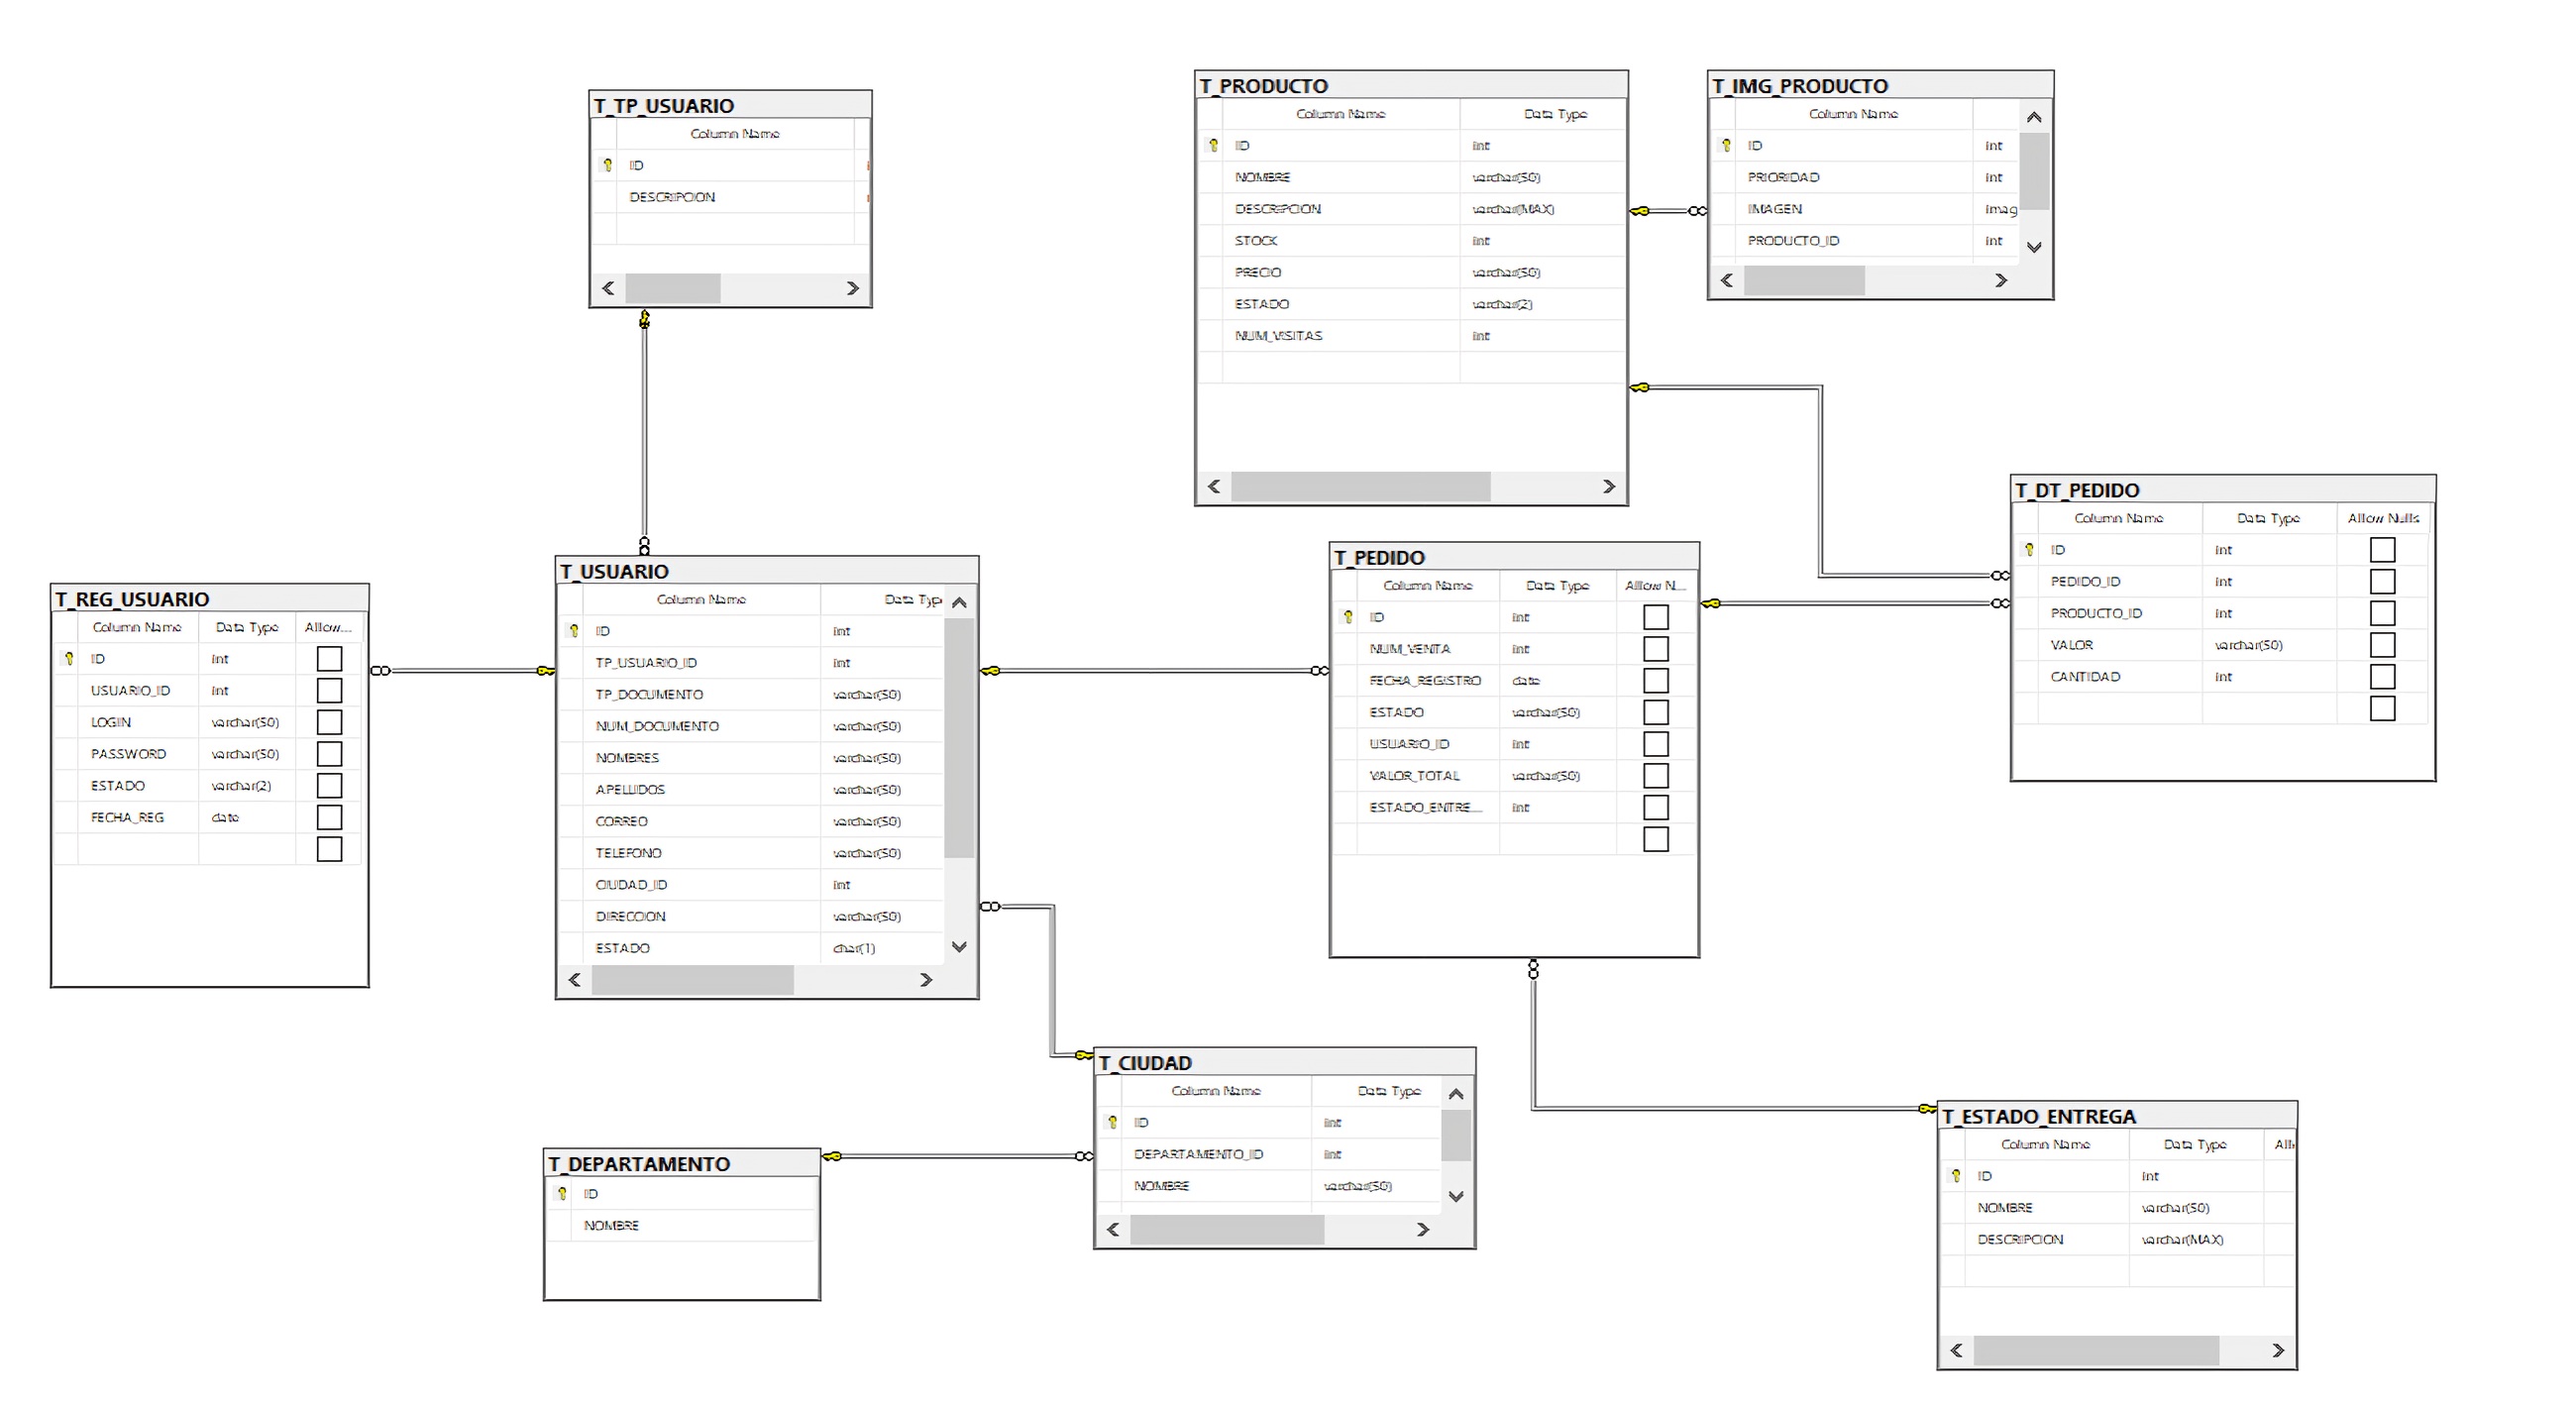 T_TP_USUARIO
Column Name
ID
DESCRIPCION
T_PRODUCTO
Column Name Data Type
ID int
NOMBRE varchar(50)
DESCRIPCION varchar(MAX)
STOCK int
PRECIO varchar(50)
ESTADO varchar(2)
NUM_VISITAS int
T_IMG_PRODUCTO
Column Name
ID int
PRIORIDAD int
IMAGEN imag
PRODUCTO_ID int
T_DT_PEDIDO
Column Name Data Type Allow Nulls
ID int
PEDIDO_ID int
PRODUCTO_ID int
VALOR varchar(50)
CANTIDAD int
T_REG_USUARIO
Column Name Data Type Allow...
ID int
USUARIO_ID int
LOGIN varchar(50)
PASSWORD varchar(50)
ESTADO varchar(2)
FECHA_REG date
T_USUARIO
Column Name Data Typ
ID int
TP_USUARIO_ID int
TP_DOCUMENTO varchar(50)
NUM_DOCUMENTO varchar(50)
NOMBRES varchar(50)
APELLIDOS varchar(50)
CORREO varchar(50)
TELEFONO varchar(50)
CIUDAD_ID int
DIRECCION varchar(50)
ESTADO char(1)
T_PEDIDO
Column Name Data Type Allow N...
ID int
NUM_VENTA int
FECHA_REGISTRO date
ESTADO varchar(50)
USUARIO_ID int
VALOR_TOTAL varchar(50)
ESTADO_ENTRE... int
T_CIUDAD
Column Name Data Type
ID int
DEPARTAMENTO_ID int
NOMBRE varchar(50)
T_DEPARTAMENTO
ID
NOMBRE
T_ESTADO_ENTREGA
Column Name Data Type All
ID int
NOMBRE varchar(50)
DESCRIPCION varchar(MAX)